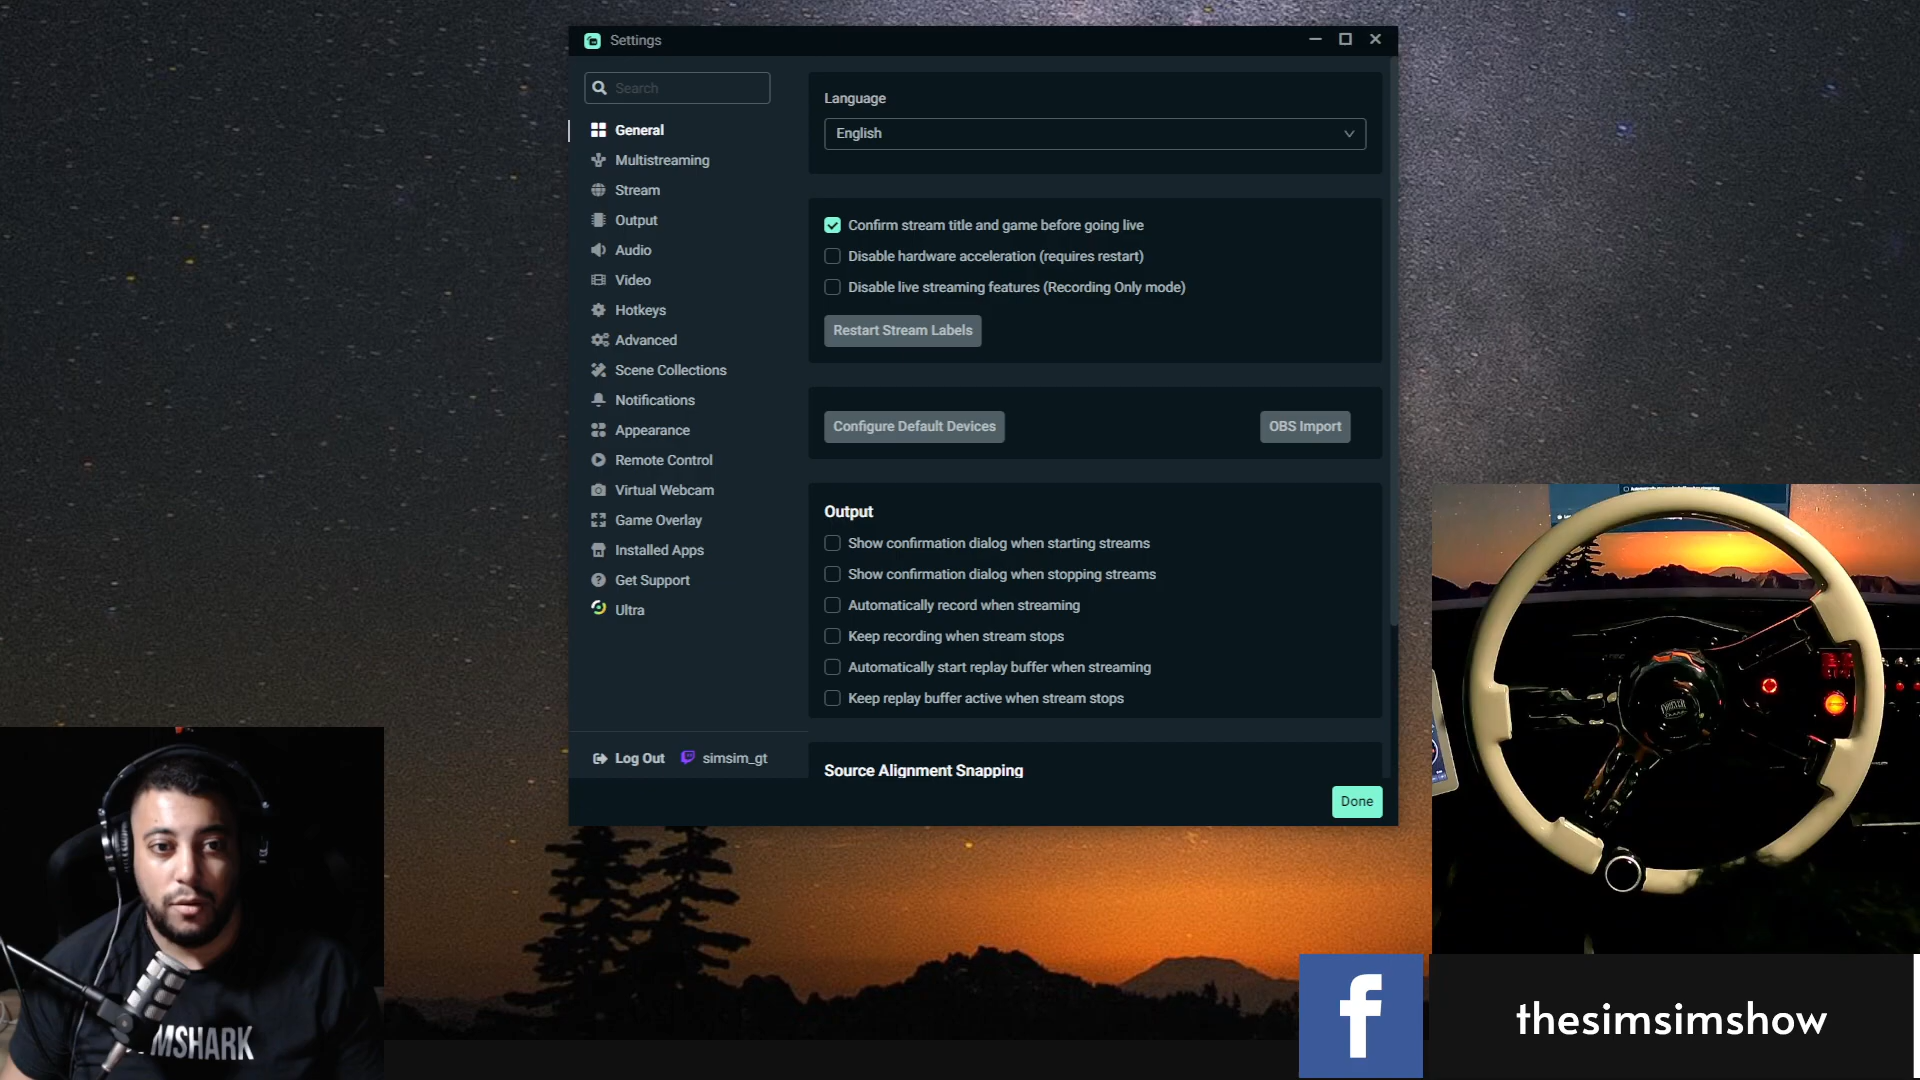 Settings
Search
General
Multistreaming
Stream
Output
Audio
Video
Hotkeys
Advanced
Scene Collections
Notifications
Appearance
Remote Control
Virtual Webcam
Game Overlay
Installed Apps
Get Support
Ultra
Log Out simsim_gt
Language
English
Confirm stream title and game before going live
Disable hardware acceleration (requires restart)
Disable live streaming features (Recording Only mode)
Restart Stream Labels
Configure Default Devices OBS Import
Output
Show confirmation dialog when starting streams
Show confirmation dialog when stopping streams
Automatically record when streaming
Keep recording when stream stops
Automatically start replay buffer when streaming
Keep replay buffer active when stream stops
Source Alignment Snapping
Done
MSHARK
f
thesimsimshow